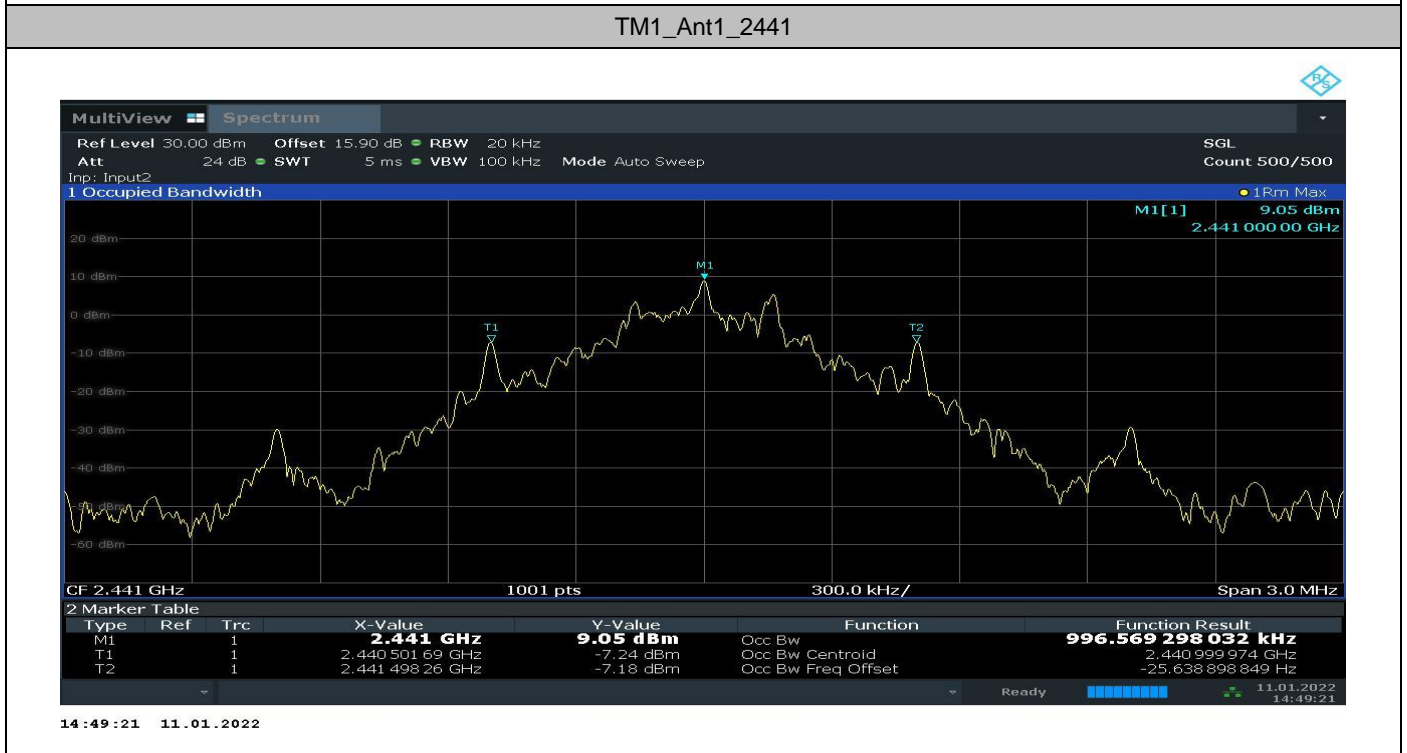 TM1_Ant1_2441
R S
MultiView Spectrum
Ref Level 30.00 dBm Offset 15.90 dB RBW 20 kHz SGL
Att 24 dB SWT 5 ms VBW 100 kHz Mode Auto Sweep Count 500/500
Inp: Input2
1 Occupied Bandwidth 1Rm Max
M1[1] 9.05 dBm
2.441 000 00 GHz
20 dBm
M1
10 dBm
0 dBm
T1 T2
-10 dBm
-20 dBm
-30 dBm
-40 dBm
-50 dBm
-60 dBm
CF 2.441 GHz 1001 pts 300.0 kHz/ Span 3.0 MHz
2 Marker Table
Type Ref Trc X-Value Y-Value Function Function Result
M1 1 2.441 GHz 9.05 dBm Occ Bw 996.569 298 032 kHz
T1 1 2.440 501 69 GHz -7.24 dBm Occ Bw Centroid 2.440 999 974 GHz
T2 1 2.441 498 26 GHz -7.18 dBm Occ Bw Freq Offset -25.638 898 849 Hz
Ready 11.01.2022
14:49:21
14:49:21 11.01.2022